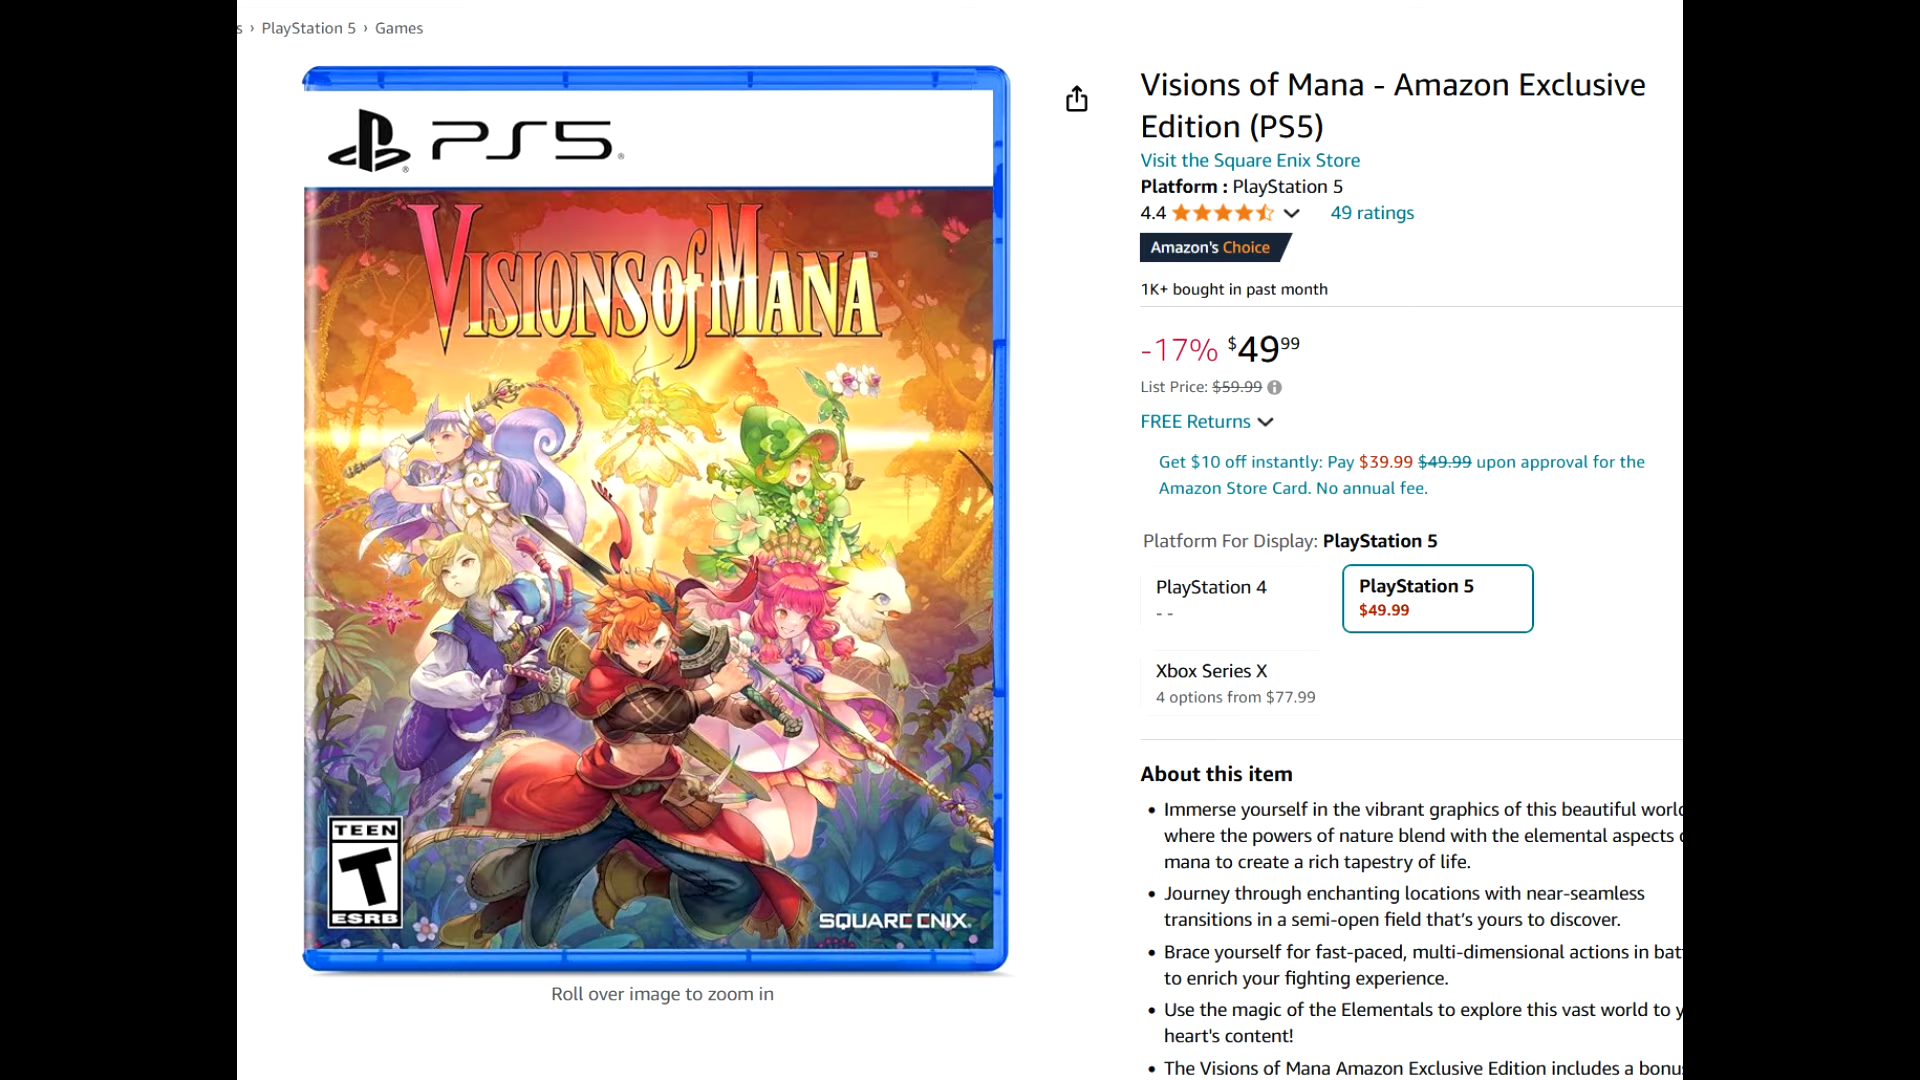 s › PlayStation 5 › Games
PS5
VISIONS of MANA
TEEN
T
ESRB
SQUARE ENIX
Roll over image to zoom in
Visions of Mana - Amazon Exclusive
Edition (PS5)
Visit the Square Enix Store
Platform : PlayStation 5
4.4
49 ratings
Amazon's Choice
1K+ bought in past month
-17% $49 99
List Price: $59.99
FREE Returns
Get $10 off instantly: Pay $39.99 $49.99 upon approval for the
Amazon Store Card. No annual fee.
Platform For Display: PlayStation 5
PlayStation 4
- -
PlayStation 5
$49.99
Xbox Series X
4 options from $77.99
About this item
• Immerse yourself in the vibrant graphics of this beautiful world
where the powers of nature blend with the elemental aspects
mana to create a rich tapestry of life.
• Journey through enchanting locations with near-seamless
transitions in a semi-open field that’s yours to discover.
• Brace yourself for fast-paced, multi-dimensional actions in bat
to enrich your fighting experience.
• Use the magic of the Elementals to explore this vast world to y
heart's content!
• The Visions of Mana Amazon Exclusive Edition includes a bonu